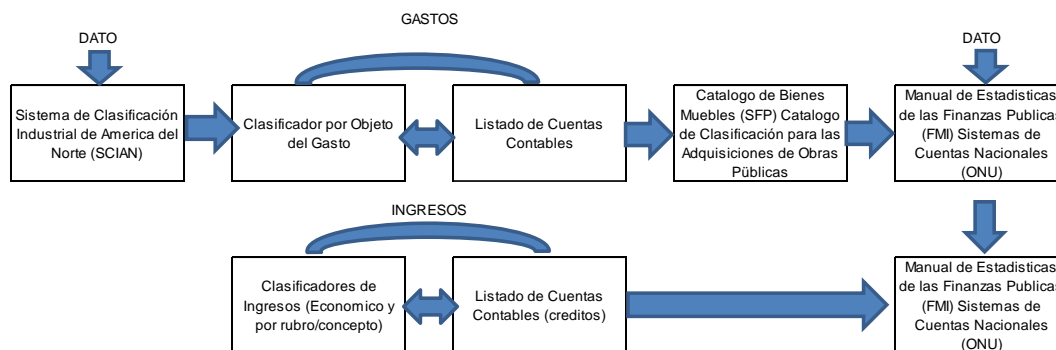 GASTOS
DATO
DATO
Sistema de Clasificación
Industrial de America del
Norte (SCIAN)
Clasificador por Objeto
del Gasto
Listado de Cuentas
Contables
Catalogo de Bienes
Muebles (SFP) Catalogo
de Clasificación para las
Adquisiciones de Obras
Püblicas
Manual de Estadisticas
de las Finanzas Publicas
(FMI) Sistemas de
Cuentas Nacionales
(ONU)
INGRESOS
Clasificadores de
Ingresos (Economico y
por rubro/concepto)
Listado de Cuentas
Contables (creditos)
Manual de Estadisticas
de las Finanzas Publicas
(FMI) Sistemas de
Cuentas Nacionales
(ONU)